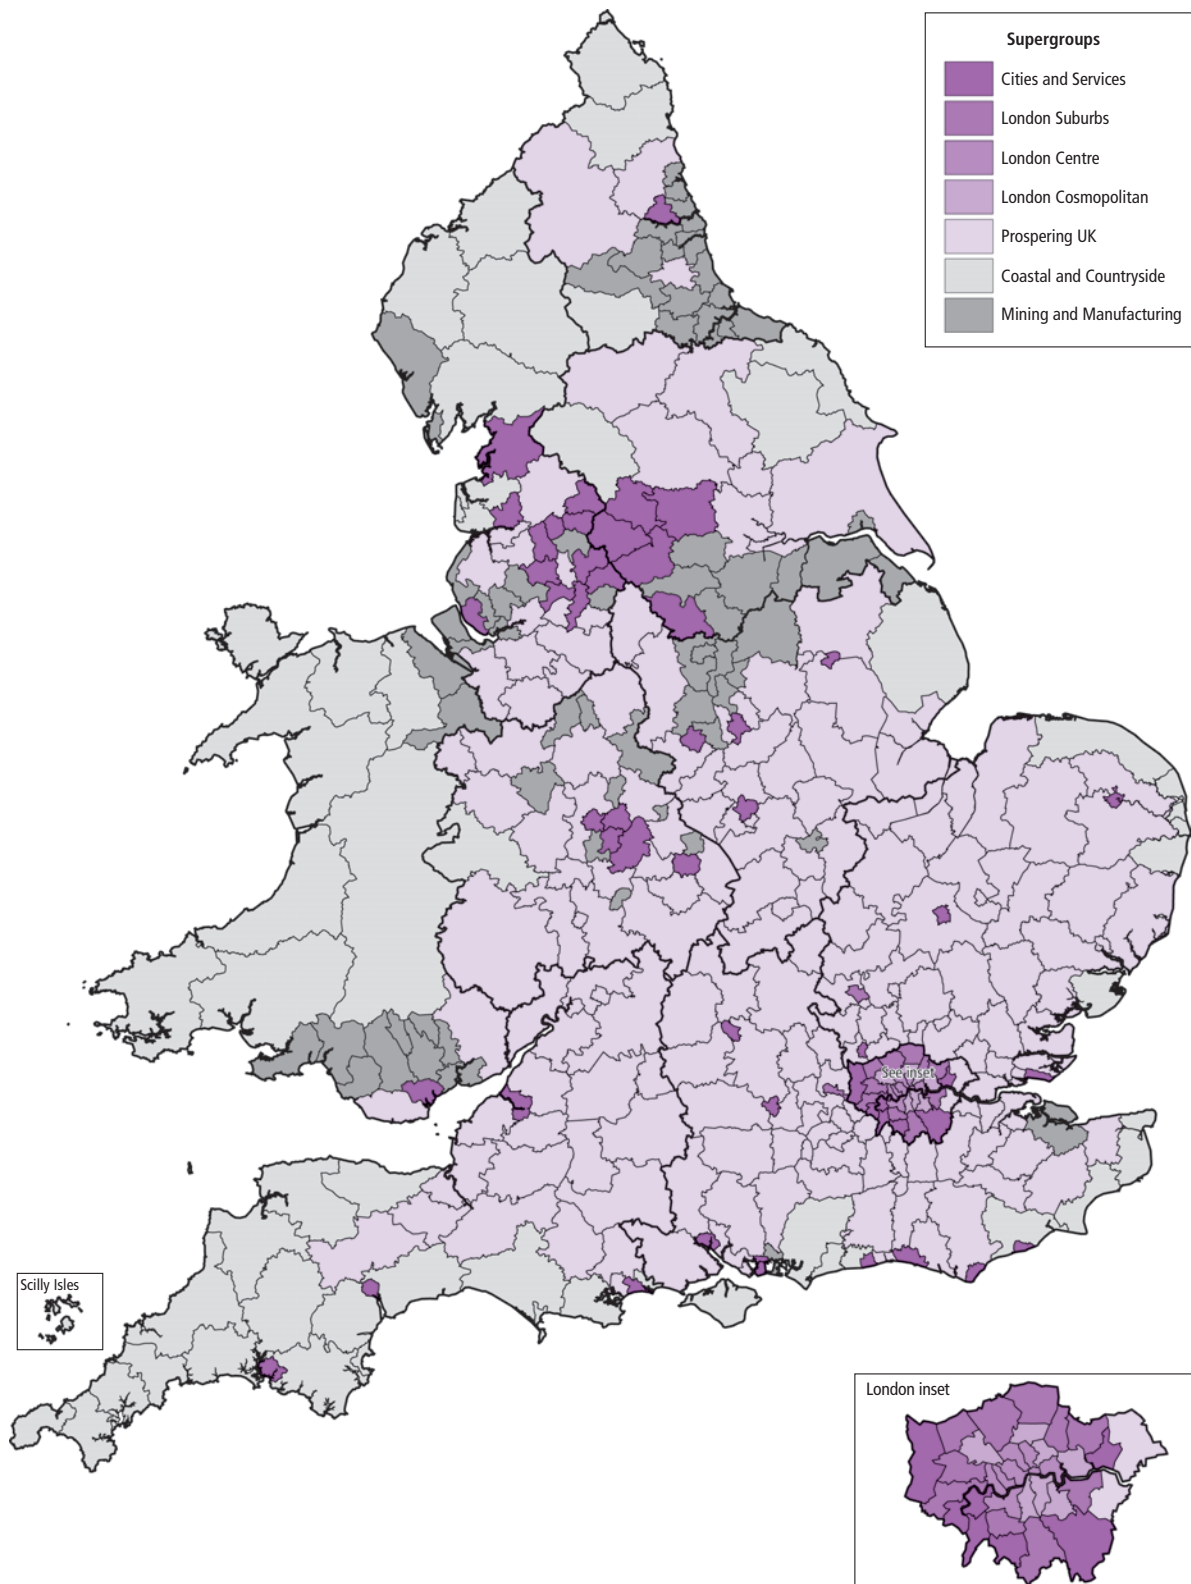 Supergroups
Cities and Services
London Suburbs
London Centre
London Cosmopolitan
Prospering UK
Coastal and Countryside
Mining and Manufacturing
See inset
Scilly Isles
London inset